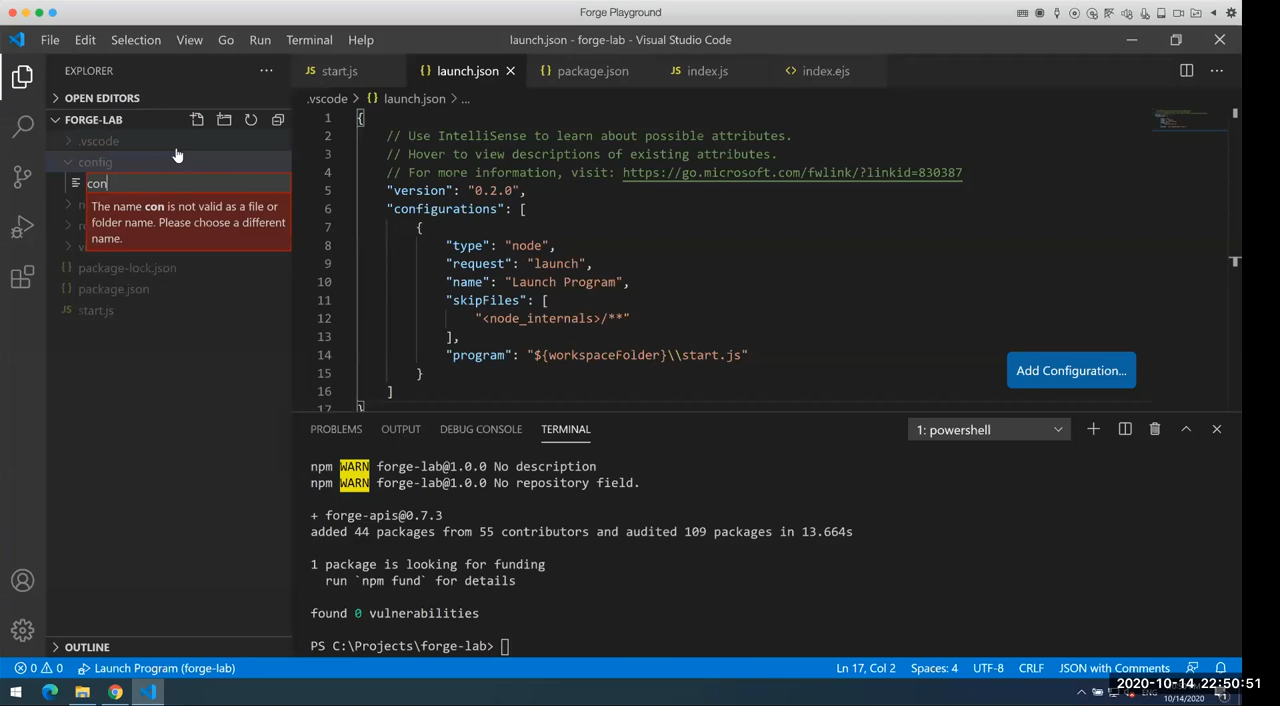 Forge Playground
File Edit Selection View Go Run Terminal Help
launch.json - forge-lab - Visual Studio Code
EXPLORER
start.js
launch.json
package.json
index.js
index.ejs
OPEN EDITORS
FORGE-LAB
.vscode
config
con
The name con is not valid as a file or
folder name. Please choose a different
name.
package-lock.json
package.json
start.js
OUTLINE
.vscode > {} launch.json > ...
1 {
2 // Use IntelliSense to learn about possible attributes.
3 // Hover to view descriptions of existing attributes.
4 // For more information, visit: https://go.microsoft.com/fwlink/?linkid=830387
5 "version": "0.2.0",
6 "configurations": [
7 {
8 "type": "node",
9 "request": "launch",
10 "name": "Launch Program",
11 "skipFiles": [
12 "<node_internals>/**"
13 ],
14 "program": "${workspaceFolder}\\start.js"
15 }
16 ]
17 }
Add Configuration...
PROBLEMS OUTPUT DEBUG CONSOLE TERMINAL
1: powershell
npm WARN forge-lab@1.0.0 No description
npm WARN forge-lab@1.0.0 No repository field.
+ forge-apis@0.7.3
added 44 packages from 55 contributors and audited 109 packages in 13.664s
1 package is looking for funding
run `npm fund` for details
found 0 vulnerabilities
PS C:\Projects\forge-lab>
0 0 Launch Program (forge-lab)
Ln 17, Col 2 Spaces: 4 UTF-8 CRLF JSON with Comments
2020-10-14 22:50:51
ENG
10/14/2020